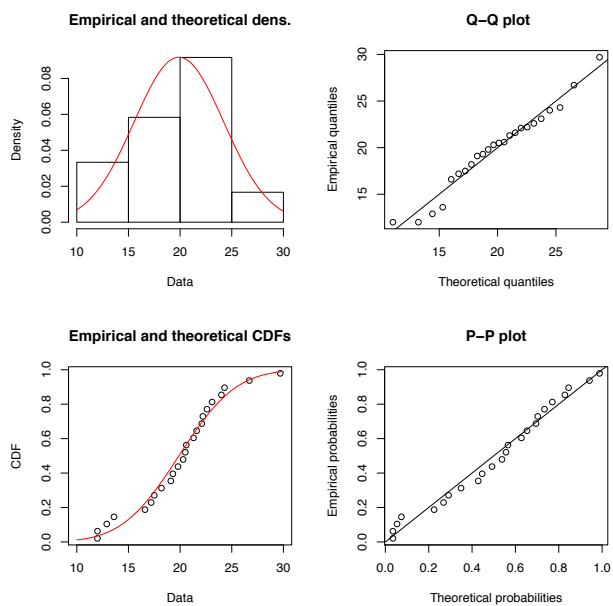 Empirical and theoretical dens.
Density
0.00 0.02 0.04 0.06 0.08
10 15 20 25 30
Data
Q−Q plot
Empirical quantiles
15 20 25 30
15 20 25
Theoretical quantiles
Empirical and theoretical CDFs
CDF
0.0 0.2 0.4 0.6 0.8 1.0
10 15 20 25 30
Data
P−P plot
Empirical probabilities
0.0 0.2 0.4 0.6 0.8 1.0
0.0 0.2 0.4 0.6 0.8 1.0
Theoretical probabilities